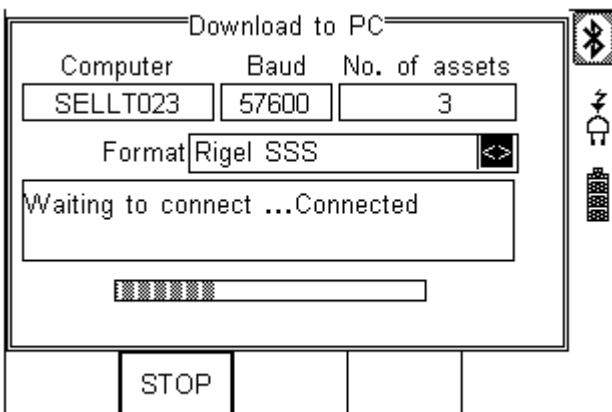 Download to PC
Computer Baud No. of assets
SELLT023 57600 3
Format Rigel SSS <>
Waiting to connect ...Connected
STOP